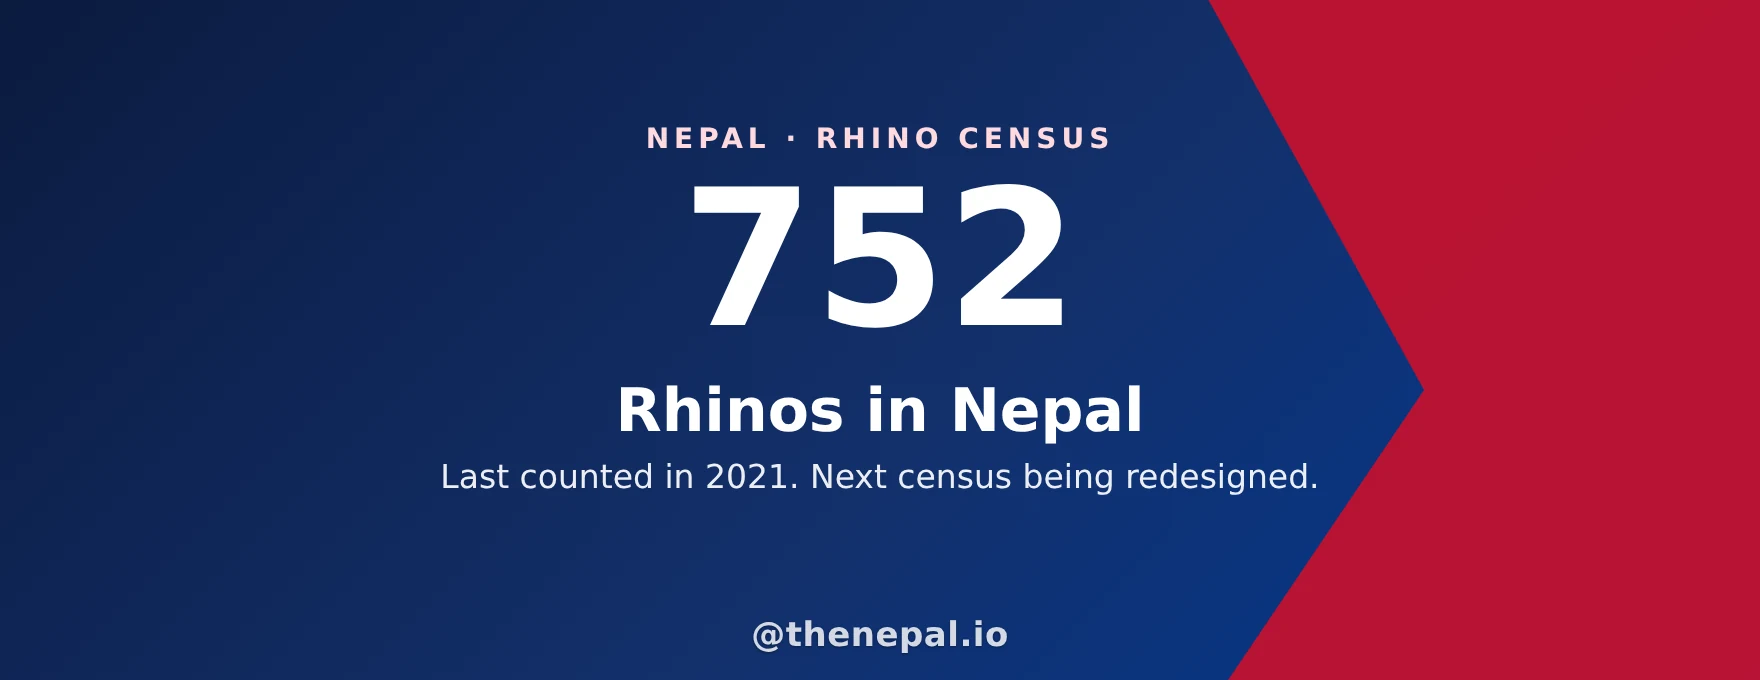 NEPAL · RHINO CENSUS
752
Rhinos in Nepal
Last counted in 2021. Next census being redesigned.
@thenepal.io